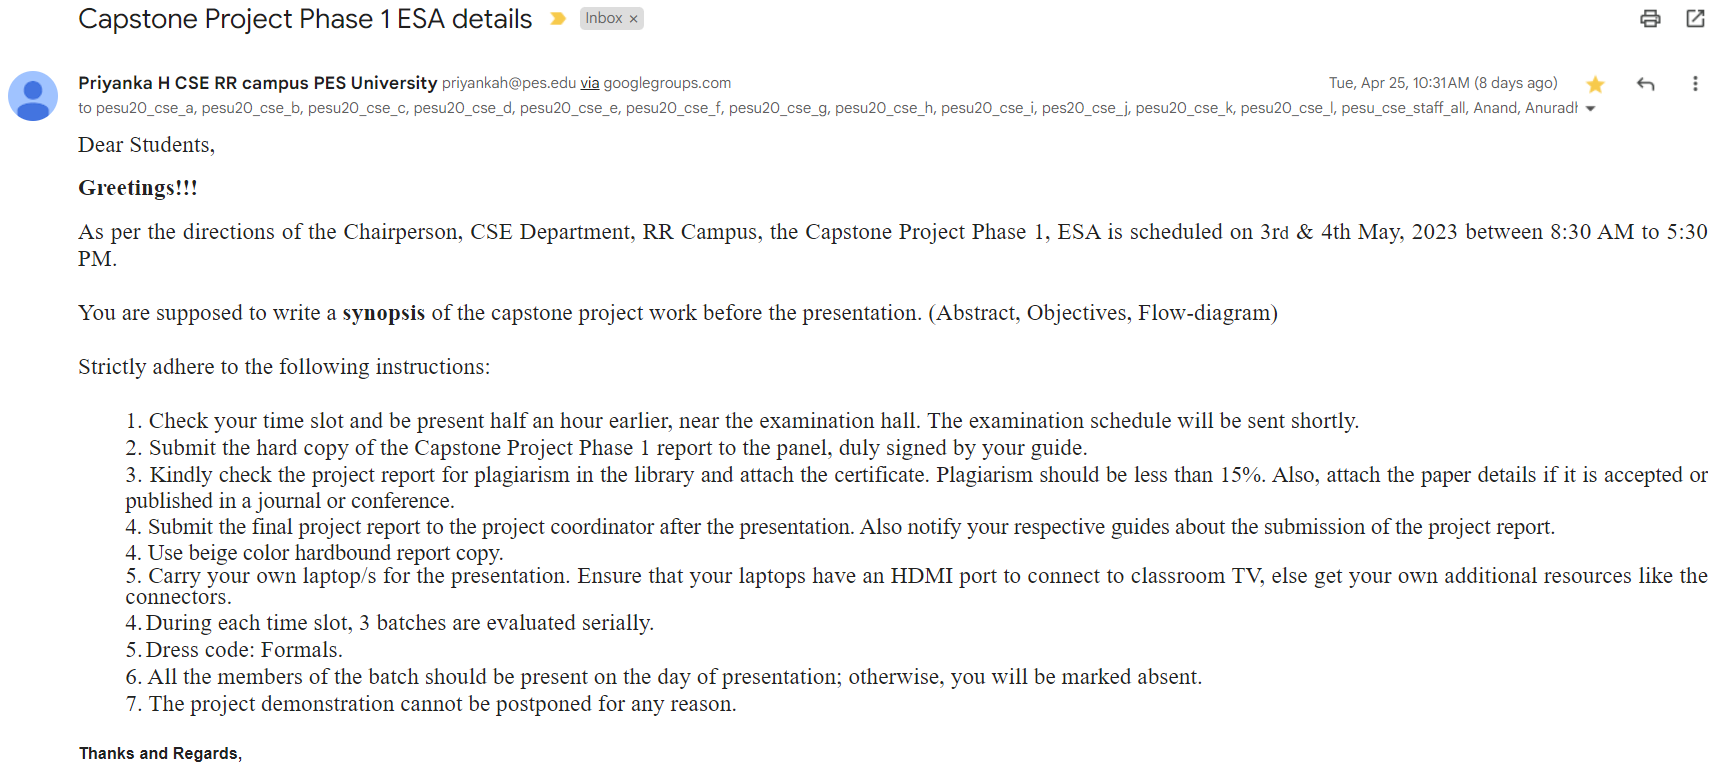 Capstone Project Phase 1 ESA details
Inbox ×
Priyanka H CSE RR campus PES University priyankah@pes.edu via googlegroups.com
Tue, Apr 25, 10:31 AM (8 days ago)
to pesu20_cse_a, pesu20_cse_b, pesu20_cse_c, pesu20_cse_d, pesu20_cse_e, pesu20_cse_f, pesu20_cse_g, pesu20_cse_h, pesu20_cse_i, pes20_cse_j, pesu20_cse_k, pesu20_cse_l, pesu_cse_staff_all, Anand,
Dear Students,
Greetings!!!
As per the directions of the Chairperson, CSE Department, RR Campus, the Capstone Project Phase 1, ESA is scheduled on 3rd & 4th May, 2023 between 8:30 AM to 5:30
PM.
You are supposed to write a synopsis of the capstone project work before the presentation. (Abstract, Objectives, Flow-diagram)
Strictly adhere to the following instructions:
1. Check your time slot and be present half an hour earlier, near the examination hall. The examination schedule will be sent shortly.
2. Submit the hard copy of the Capstone Project Phase 1 report to the panel, duly signed by your guide.
3. Kindly check the project report for plagiarism in the library and attach the certificate. Plagiarism should be less than 15%. Also, attach the paper details if it is accepted or
published in a journal or conference.
4. Submit the final project report to the project coordinator after the presentation. Also notify your respective guides about the submission of the project report.
4. Use beige color hardbound report copy.
5. Carry your own laptop/s for the presentation. Ensure that your laptops have an HDMI port to connect to classroom TV, else get your own additional resources like the
connectors.
4. During each time slot, 3 batches are evaluated serially.
5. Dress code: Formals.
6. All the members of the batch should be present on the day of presentation; otherwise, you will be marked absent.
7. The project demonstration cannot be postponed for any reason.
Thanks and Regards,